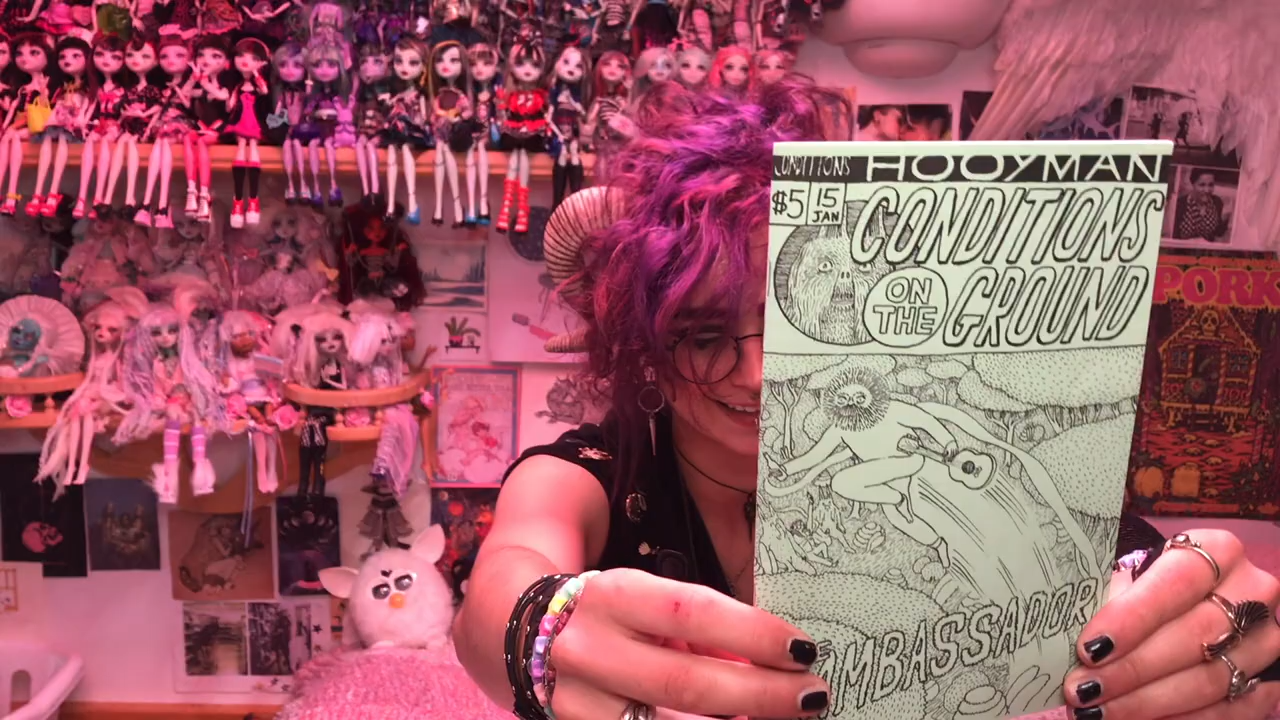 CONDITIONS HOOYMAN
$5 15 JAN
CONDITIONS
ON THE
GROUND
AMBASSADOR
PORK